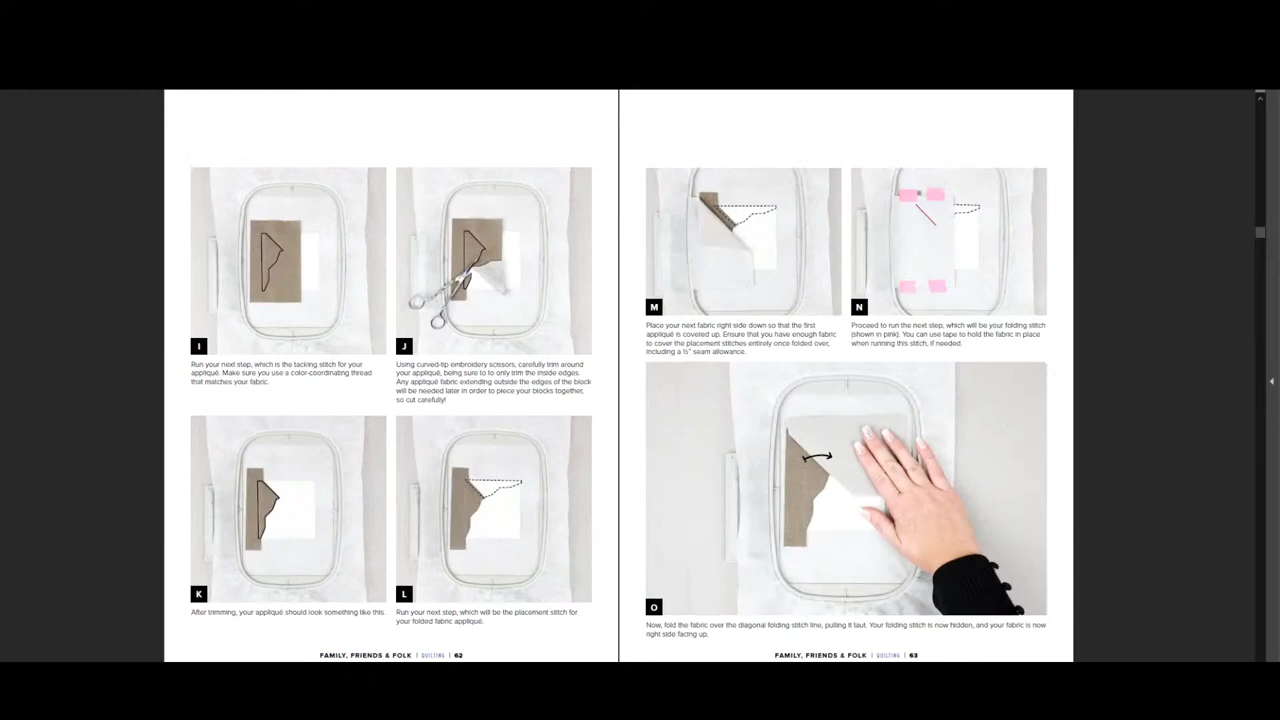 I
Run your next step, which is the tacking stitch for your
appliqué. Make sure you use a color-coordinating thread
that matches your fabric.
J
Using curved-tip embroidery scissors, carefully trim around
your appliqué, being sure to to only trim the inside edges.
Any appliqué fabric extending outside the edges of the block
will be needed later in order to piece your blocks together,
so cut carefully!
K
After trimming, your appliqué should look something like this.
L
Run your next step, which will be the placement stitch for
your folded fabric appliqué.
FAMILY, FRIENDS & FOLK | QUILTING | 62
M
Place your next fabric right side down so that the first
appliqué is covered up. Ensure that you have enough fabric
to cover the placement stitches entirely once folded over,
including a ½" seam allowance.
N
Proceed to run the next step, which will be your folding stitch
(shown in pink). You can use tape to hold the fabric in place
when running this stitch, if needed.
O
Now, fold the fabric over the diagonal folding stitch line, pulling it taut. Your folding stitch is now hidden, and your fabric is now
right side facing up.
FAMILY, FRIENDS & FOLK | QUILTING | 63